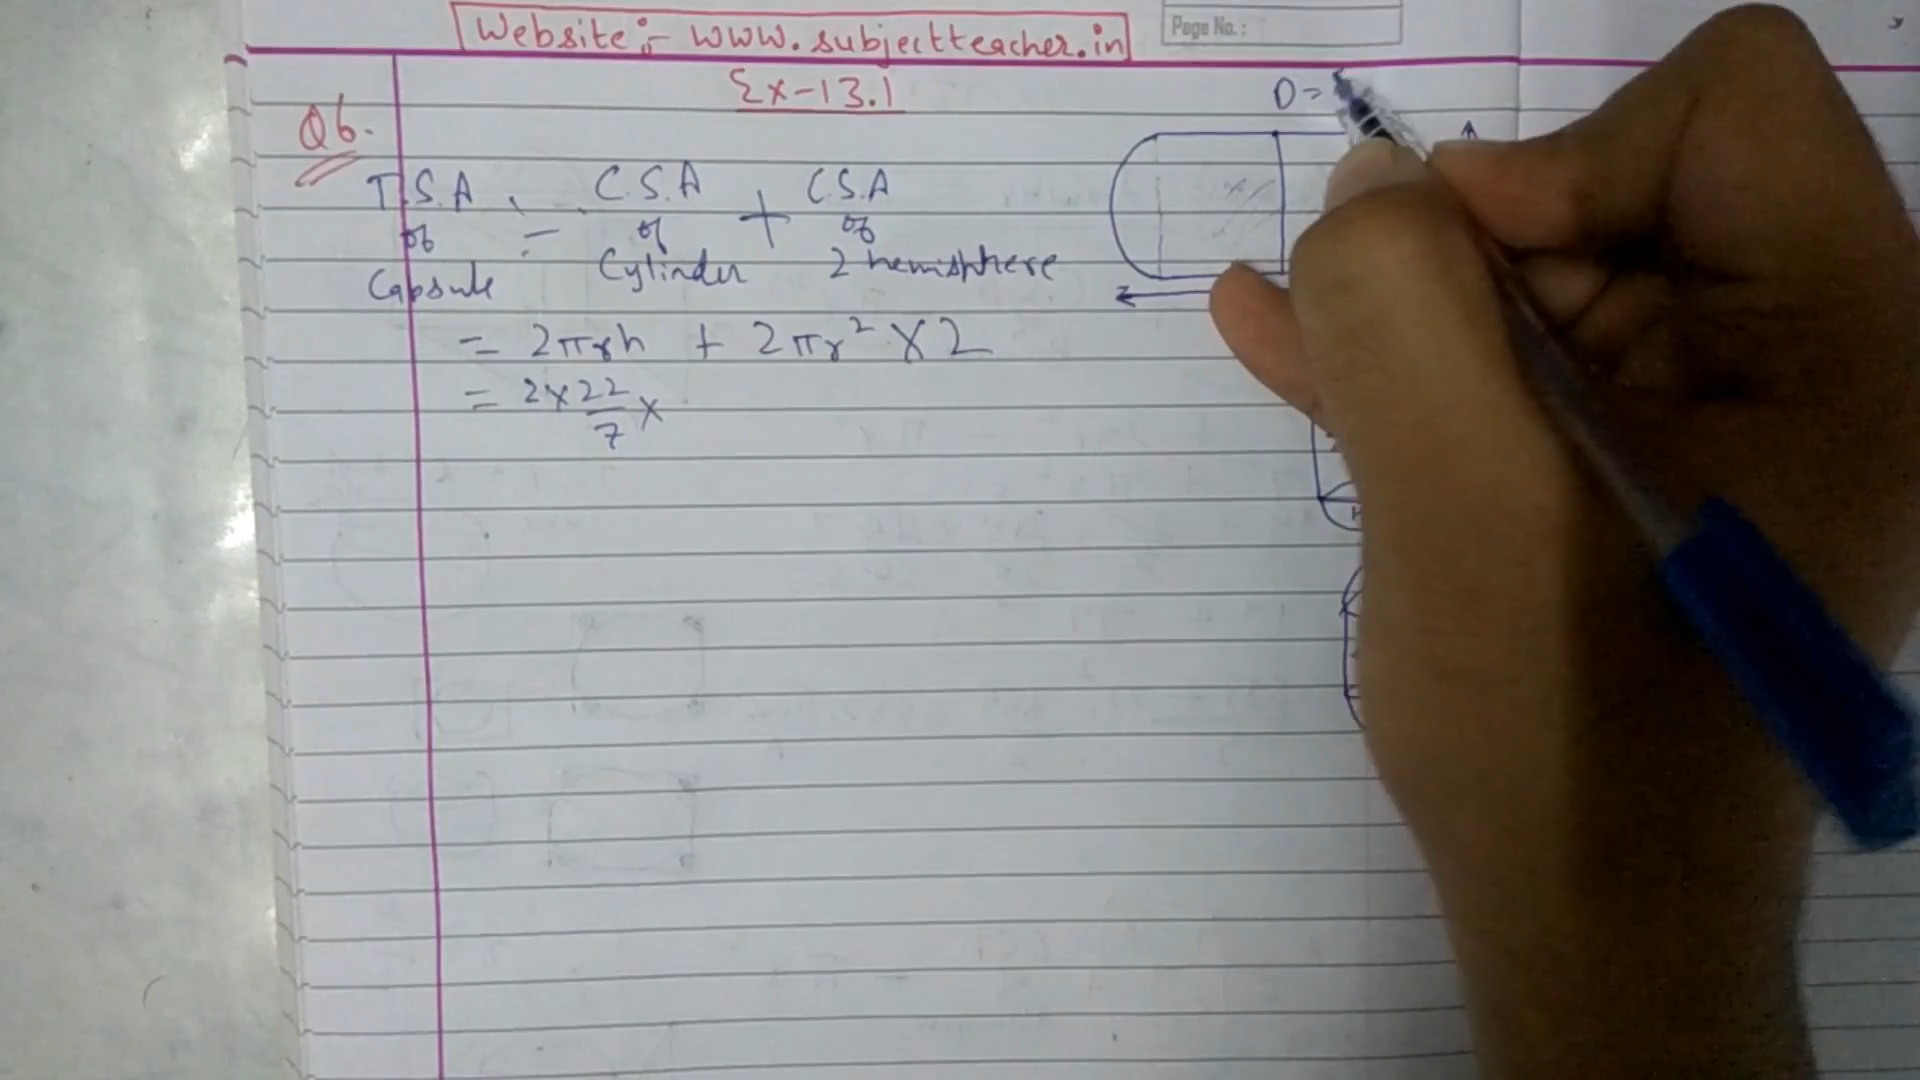 Website:- www.subjectteacher.in
Page No.:
Ex-13.1
D=
Q6.
T.S.A of Capsule = C.S.A of Cylinder + C.S.A of 2 hemisphere
= 2πrh + 2πr² × 2
= 2×22/7 ×